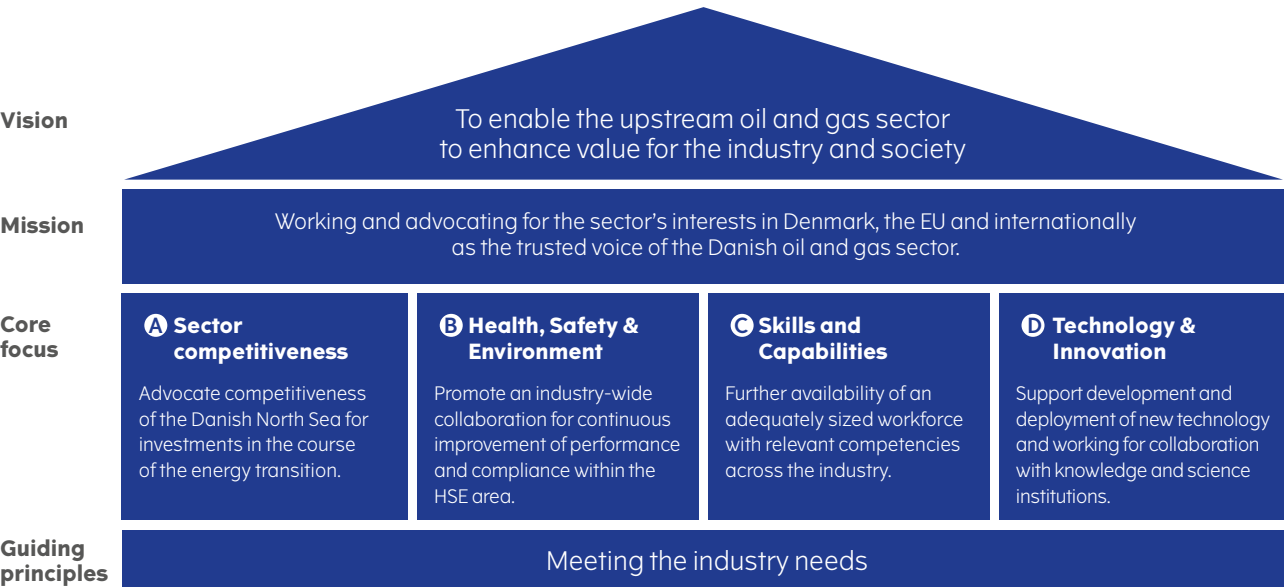 Vision
To enable the upstream oil and gas sector
to enhance value for the industry and society
Mission
Working and advocating for the sector’s interests in Denmark, the EU and internationally
as the trusted voice of the Danish oil and gas sector.
Core
focus
A Sector
competitiveness
Advocate competitiveness
of the Danish North Sea for
investments in the course
of the energy transition.
B Health, Safety &
Environment
Promote an industry-wide
collaboration for continuous
improvement of performance
and compliance within the
HSE area.
C Skills and
Capabilities
Further availability of an
adequately sized workforce
with relevant competencies
across the industry.
D Technology &
Innovation
Support development and
deployment of new technology
and working for collaboration
with knowledge and science
institutions.
Guiding
principles
Meeting the industry needs